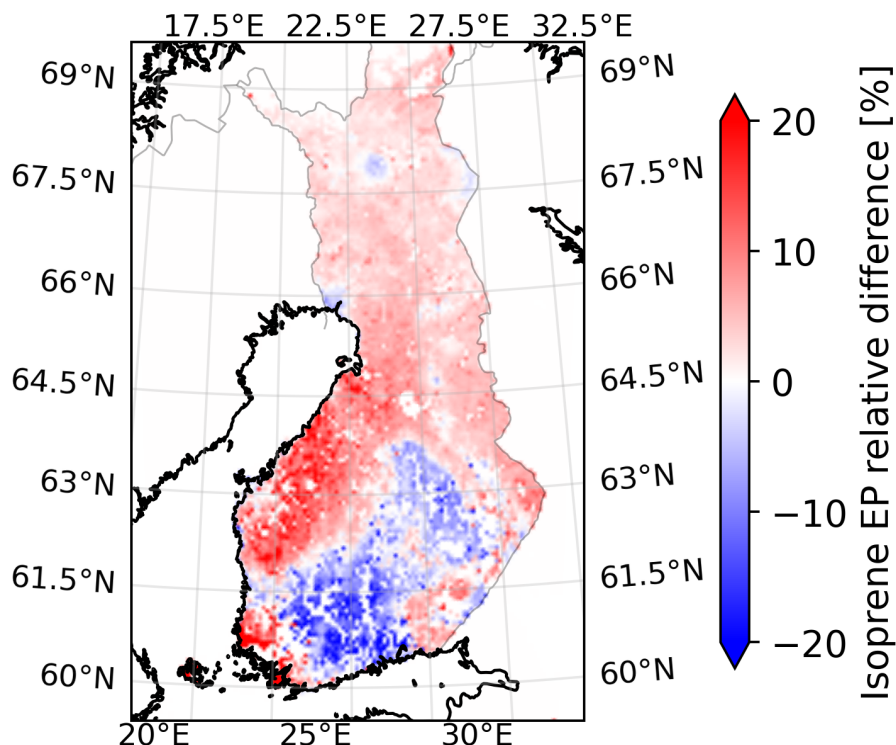 17.5°E 22.5°E 27.5°E 32.5°E
69°N 69°N
67.5°N 67.5°N
66°N 66°N
64.5°N 64.5°N
63°N 63°N
61.5°N 61.5°N
60°N 60°N
20°E 25°E 30°E
20
10
0
−10
−20
Isoprene EP relative difference [%]